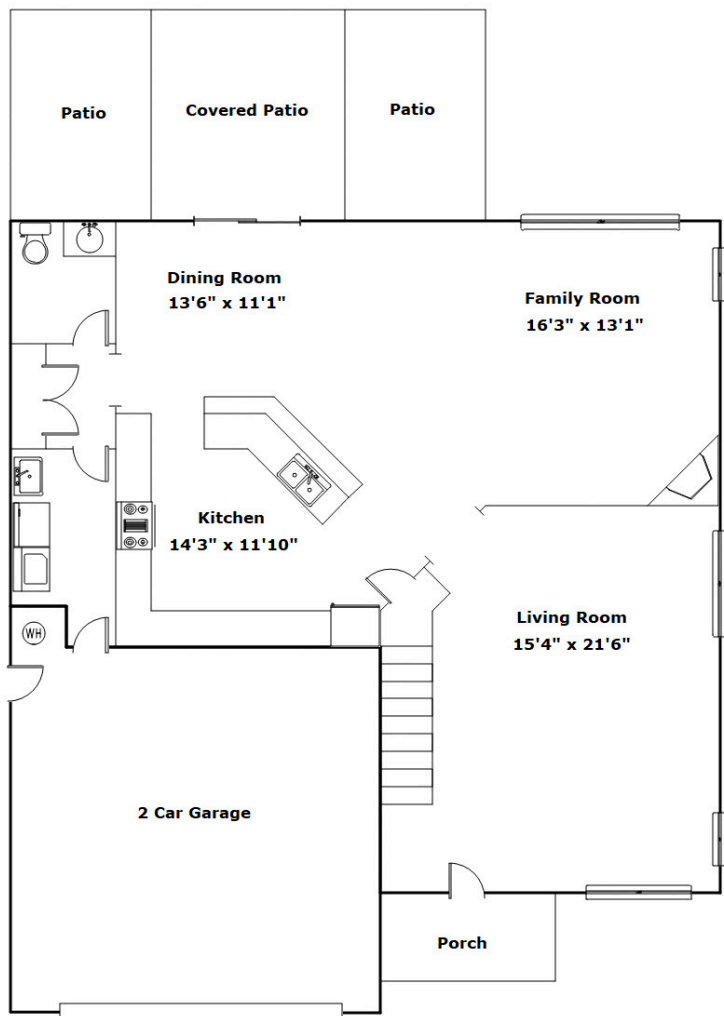 Patio
Covered Patio
Patio
Dining Room
13'6" x 11'1"
Family Room
16'3" x 13'1"
Kitchen
14'3" x 11'10"
Living Room
15'4" x 21'6"
WH
2 Car Garage
Porch